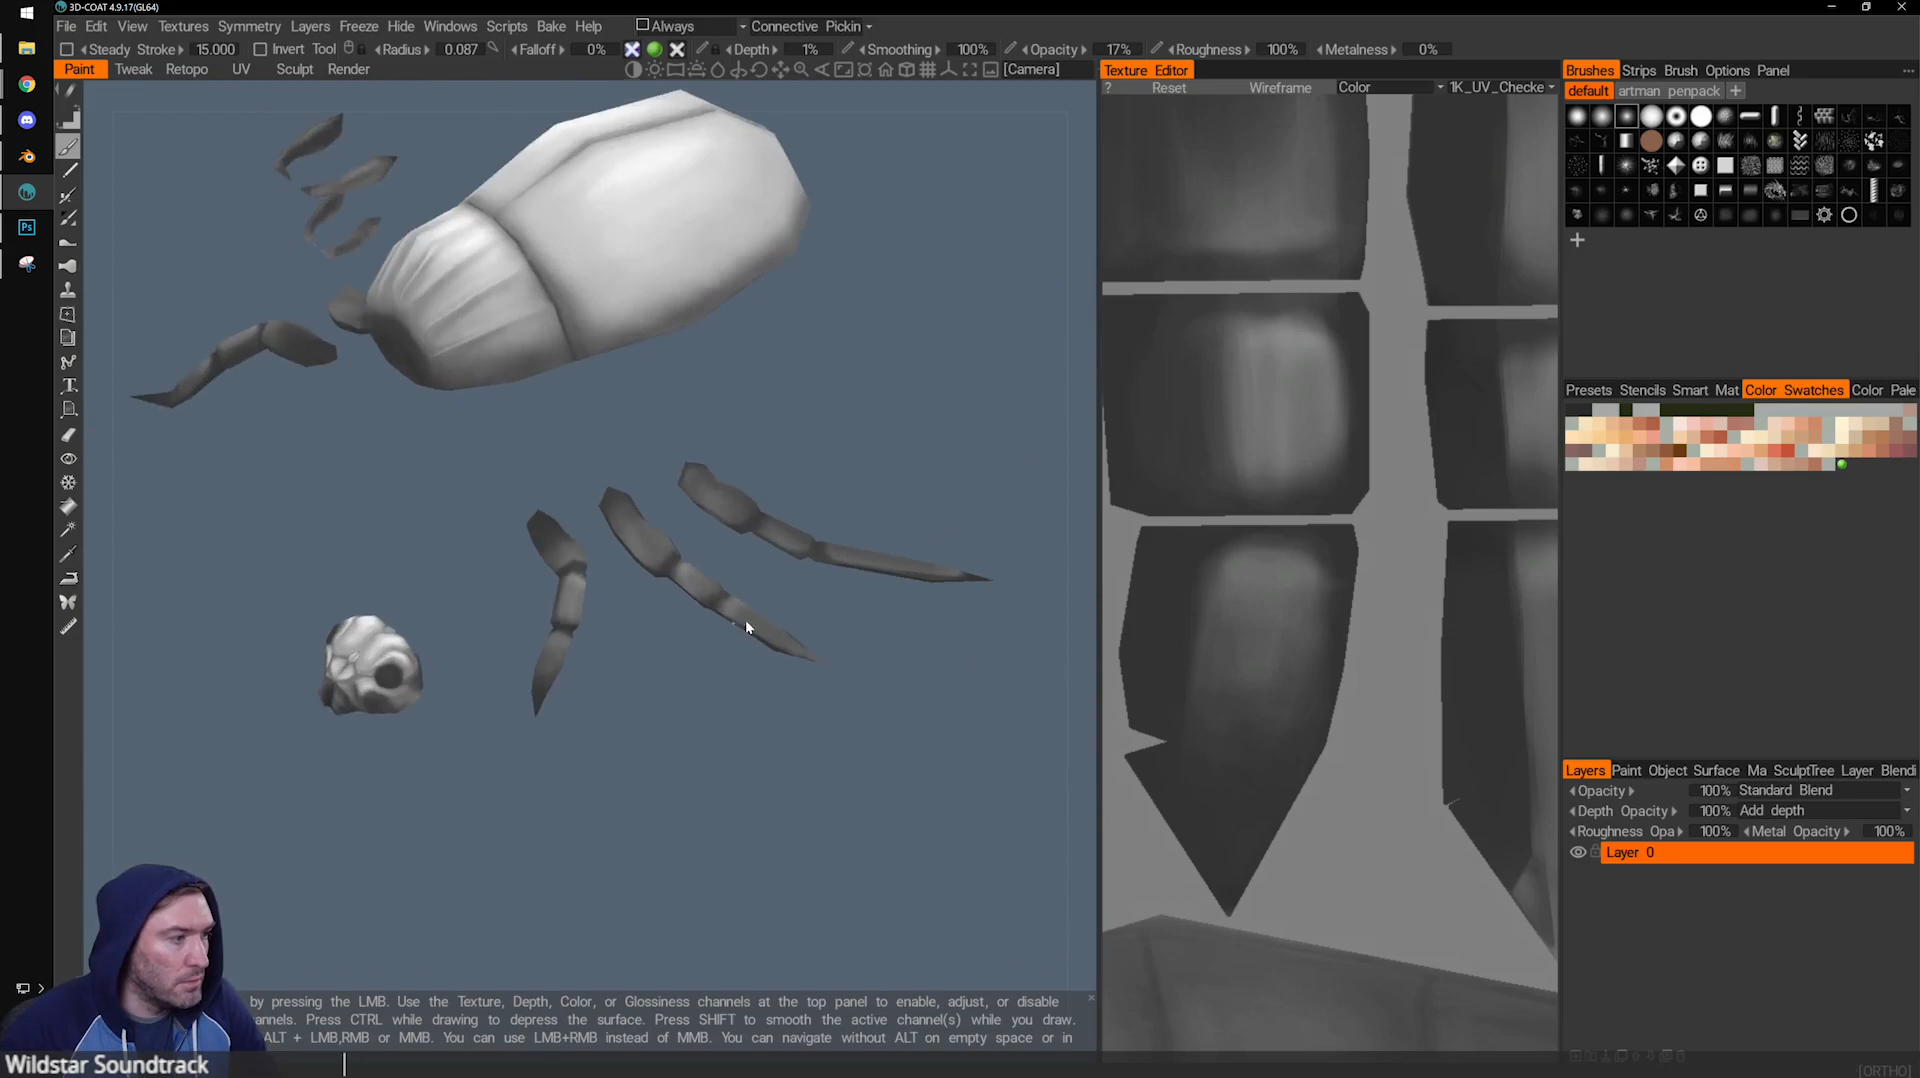 3D-COAT 4.9.17(GL64)
File Edit View Textures Symmetry Layers Freeze Hide Windows Scripts Bake Help Always Connective Pickin
Steady Stroke 15.000 Invert Tool Radius 0.087 Falloff 0% Depth 1% Smoothing 100% Opacity 17% Roughness 100% Metalness 0%
Paint Tweak Retopo UV Sculpt Render [Camera]
Texture Editor
? Reset Wireframe Color 1K_UV_Checke
Brushes Strips Brush Options Panel
default artman penpack +
Presets Stencils Smart Mat Color Swatches Color Pale
Layers Paint Object Surface Ma SculptTree Layer Blendi
Opacity 100% Standard Blend
Depth Opacity 100% Add depth
Roughness Opa 100% Metal Opacity 100%
Layer 0
by pressing the LMB. Use the Texture, Depth, Color, or Glossiness channels at the top panel to enable, adjust, or disable
annels. Press CTRL while drawing to depress the surface. Press SHIFT to smooth the active channel(s) while you draw.
ALT + LMB,RMB or MMB. You can use LMB+RMB instead of MMB. You can navigate without ALT on empty space or in
Wildstar Soundtrack
[ORTHO]
Ps